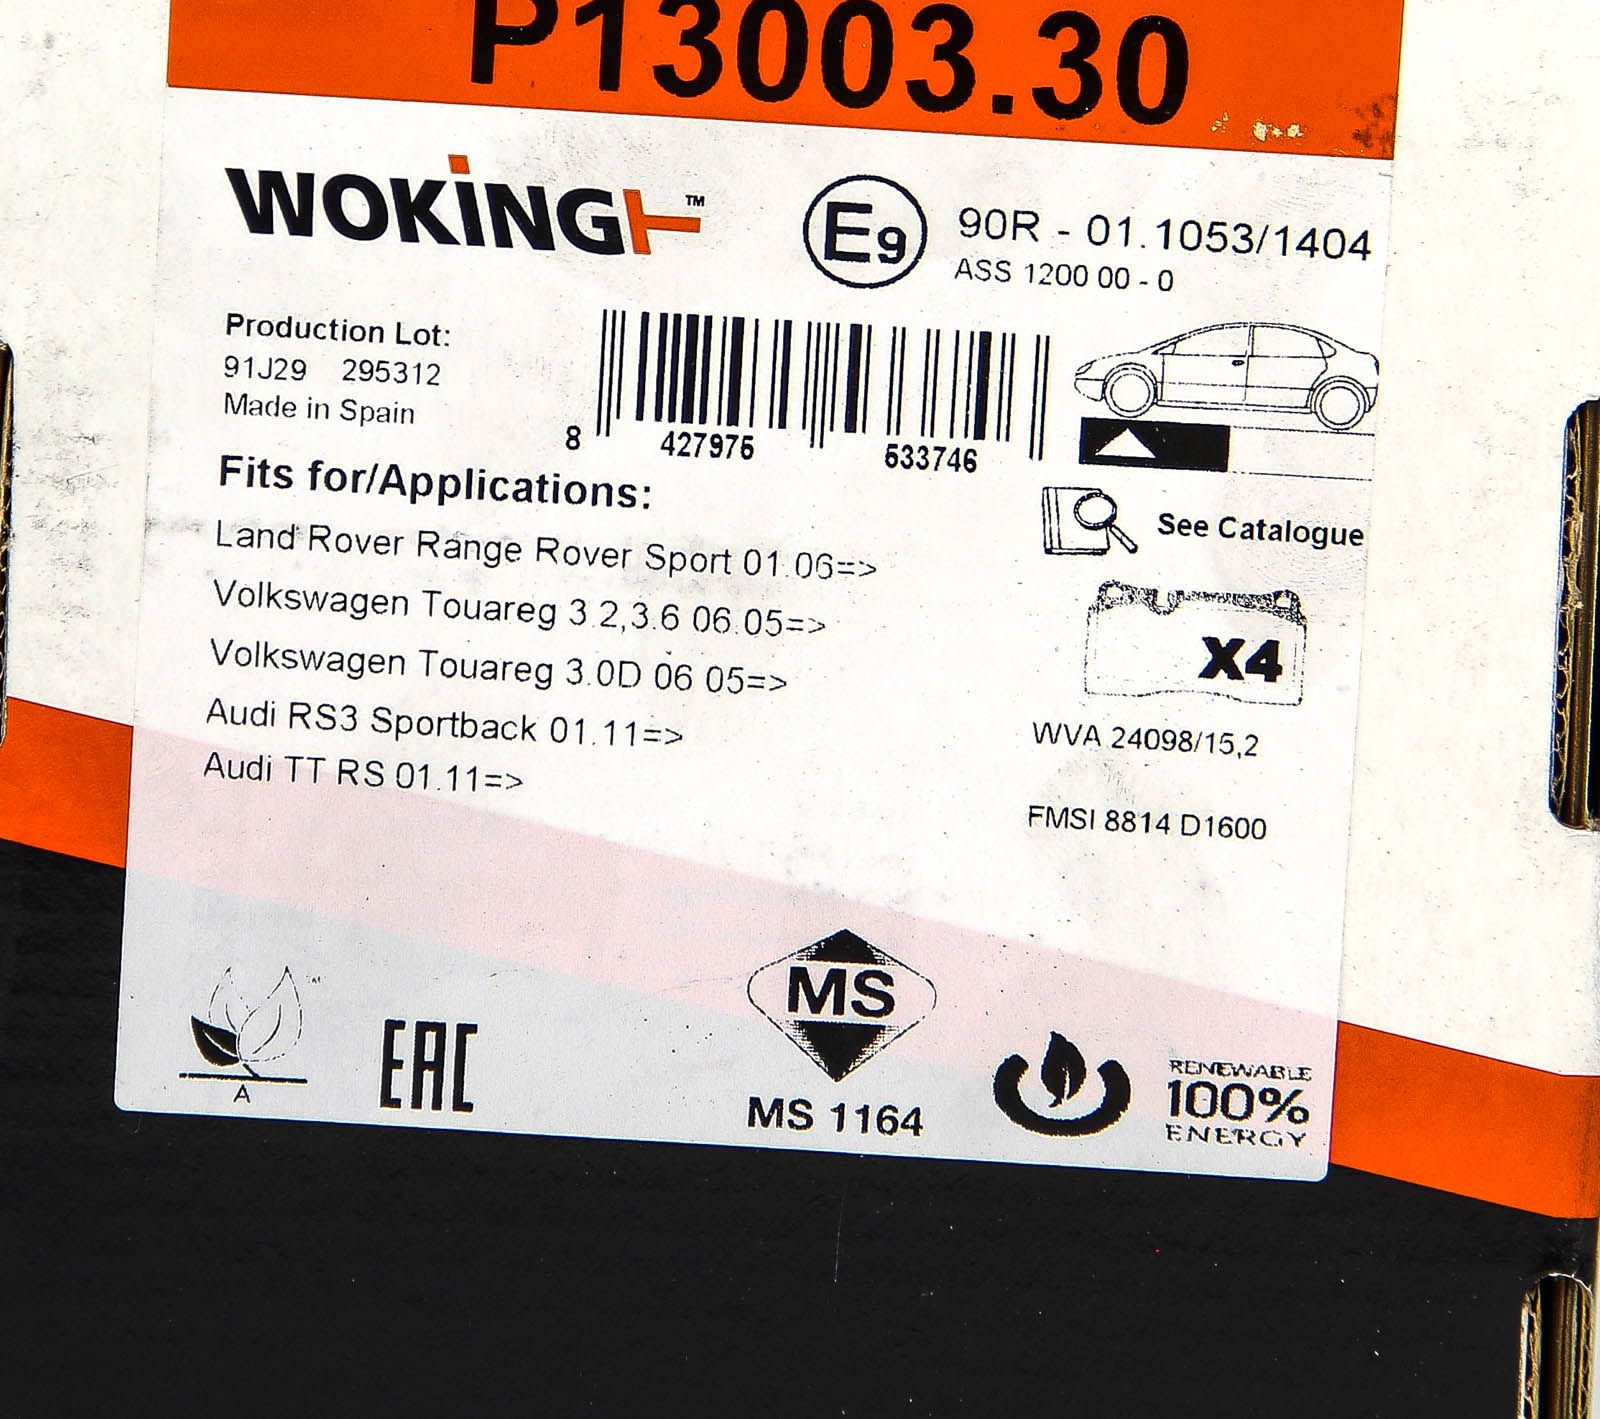 P13003.30
WOKING™
E9
90R - 01.1053/1404
ASS 1200 00 - 0
Production Lot:
91J29 295312
Made in Spain
8 427975 533746
Fits for/Applications:
Land Rover Range Rover Sport 01.06=>
Volkswagen Touareg 3.2,3.6 06.05=>
Volkswagen Touareg 3.0D 06 05=>
Audi RS3 Sportback 01.11=>
Audi TT RS 01.11=>
See Catalogue
X4
WVA 24098/15,2
FMSI 8814 D1600
A
EAC
MS
MS 1164
RENEWABLE
100%
ENERGY